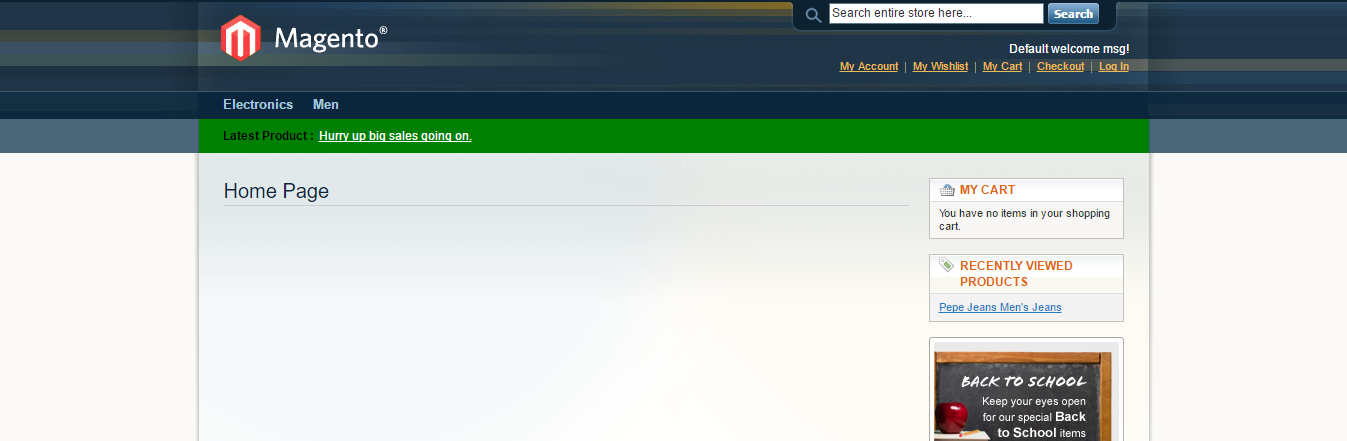 Magento®
Search entire store here...
Search
Default welcome msg!
My Account | My Wishlist | My Cart | Checkout | Log In
Electronics Men
Latest Product : Hurry up big sales going on.
Home Page
MY CART
You have no items in your shopping
cart.
RECENTLY VIEWED
PRODUCTS
Pepe Jeans Men's Jeans
BACK TO SCHOOL
Keep your eyes open
for our special Back
to School items